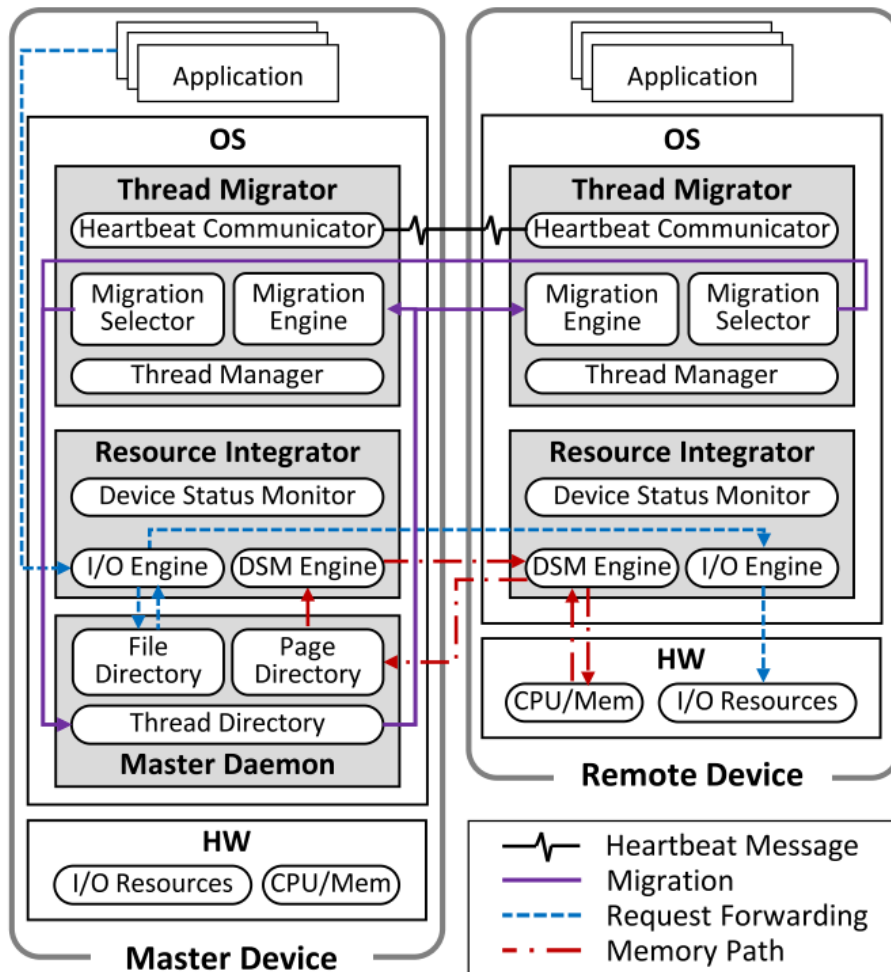 Application
OS
Thread Migrator
Heartbeat Communicator
Migration
Selector
Migration
Engine
Thread Manager
Resource Integrator
Device Status Monitor
I/O Engine
DSM Engine
File
Directory
Page
Directory
Thread Directory
Master Daemon
HW
I/O Resources
CPU/Mem
Master Device
Application
OS
Thread Migrator
Heartbeat Communicator
Migration
Engine
Migration
Selector
Thread Manager
Resource Integrator
Device Status Monitor
DSM Engine
I/O Engine
HW
CPU/Mem
I/O Resources
Remote Device
Heartbeat Message
Migration
Request Forwarding
Memory Path